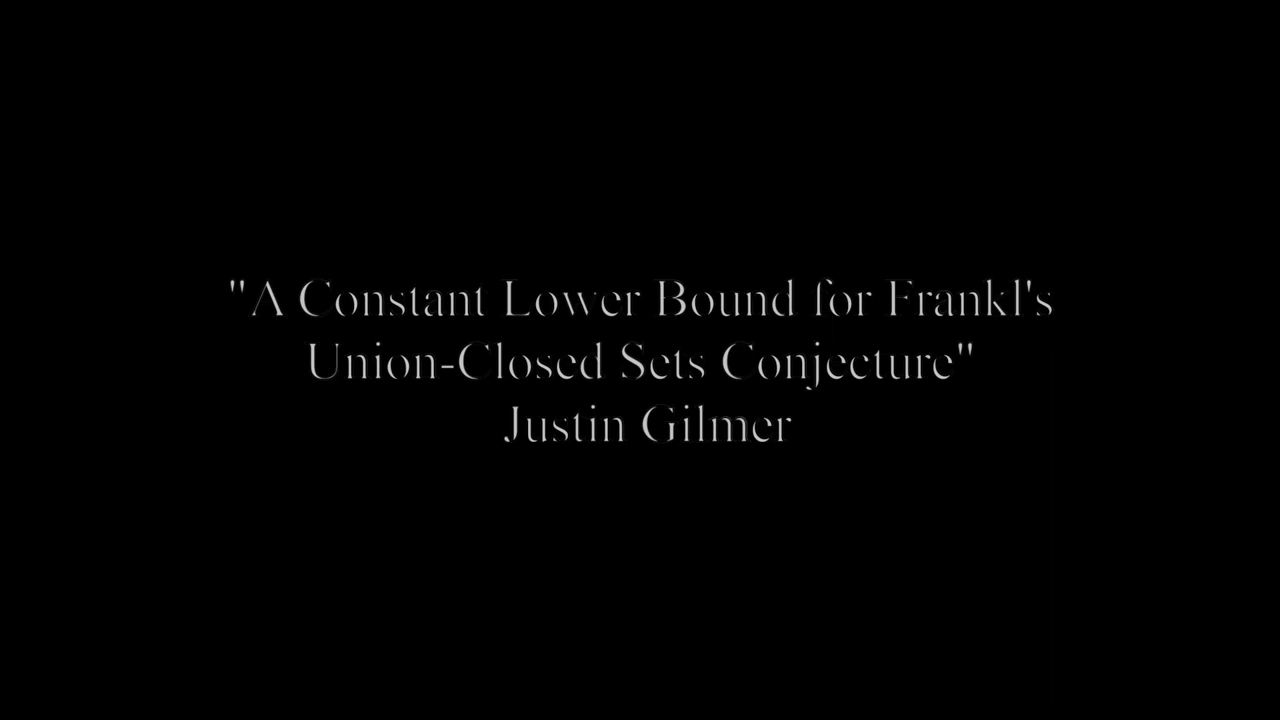 "A Constant Lower Bound for Frankl's
Union-Closed Sets Conjecture"
Justin Gilmer